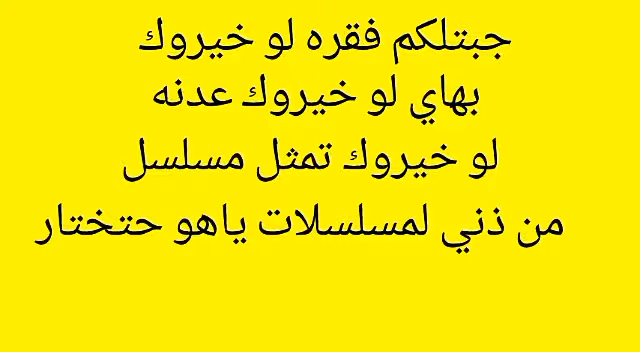 جبتلكم فقره لو خيروك
بهاي لو خيروك عدنه
لو خيروك تمثل مسلسل
من ذني لمسلسلات ياهو حتختار